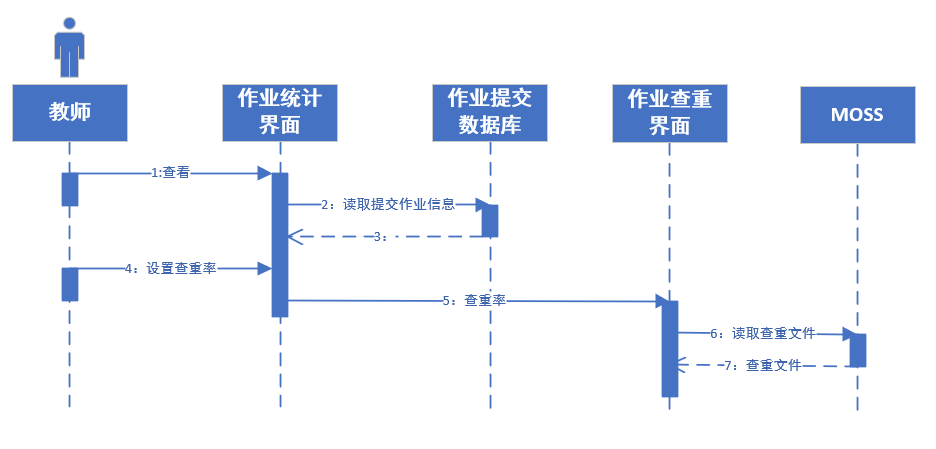 教师
作业统计
界面
作业提交
数据库
作业查重
界面
MOSS
1:查看
2：读取提交作业信息
3：
4：设置查重率
5：查重率
6：读取查重文件
7：查重文件